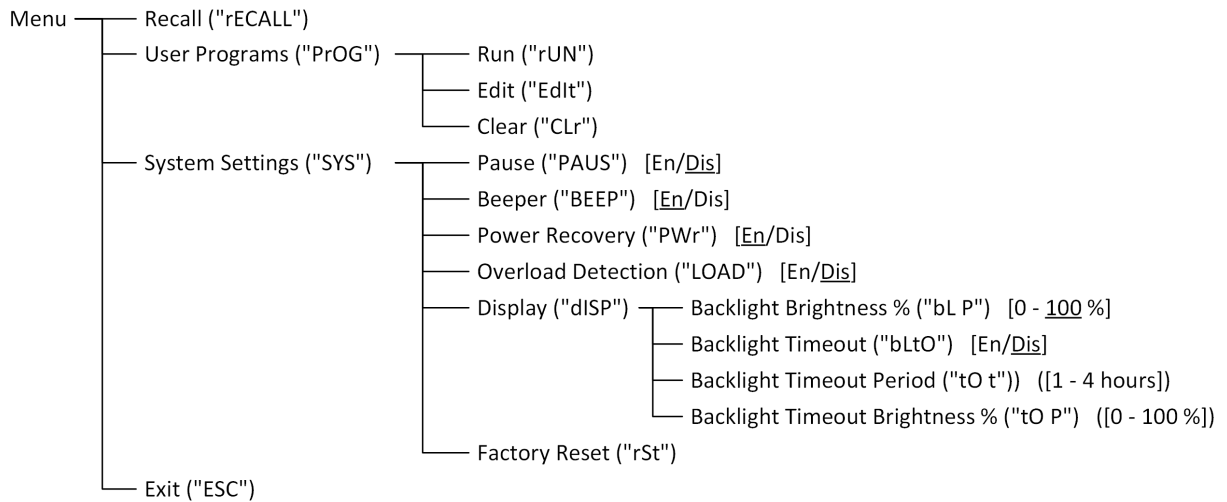 Menu Recall ("rECALL")
User Programs ("PrOG") Run ("rUN")
Edit ("EdIt")
Clear ("CLr")
System Settings ("SYS") Pause ("PAUS") [En/Dis]
Beeper ("BEEP") [En/Dis]
Power Recovery ("PWr") [En/Dis]
Overload Detection ("LOAD") [En/Dis]
Display ("dISP") Backlight Brightness % ("bL P") [0 - 100 %]
Backlight Timeout ("bLtO") [En/Dis]
Backlight Timeout Period ("tO t")) ([1 - 4 hours])
Backlight Timeout Brightness % ("tO P") ([0 - 100 %])
Factory Reset ("rSt")
Exit ("ESC")